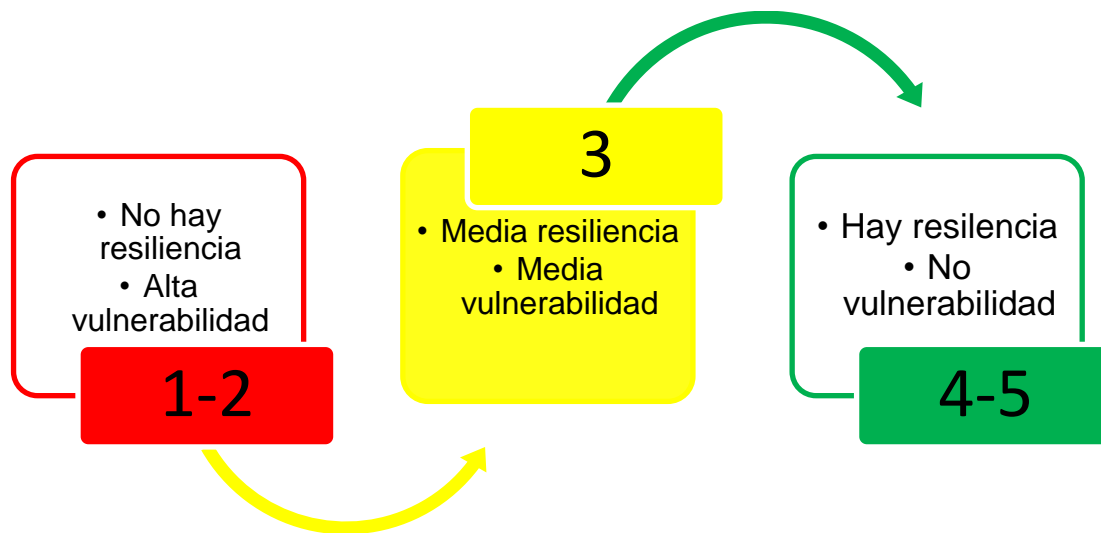 • No hay
resiliencia
• Alta
vulnerabilidad
1-2
3
• Media resiliencia
• Media
vulnerabilidad
• Hay resilencia
• No
vulnerabilidad
4-5